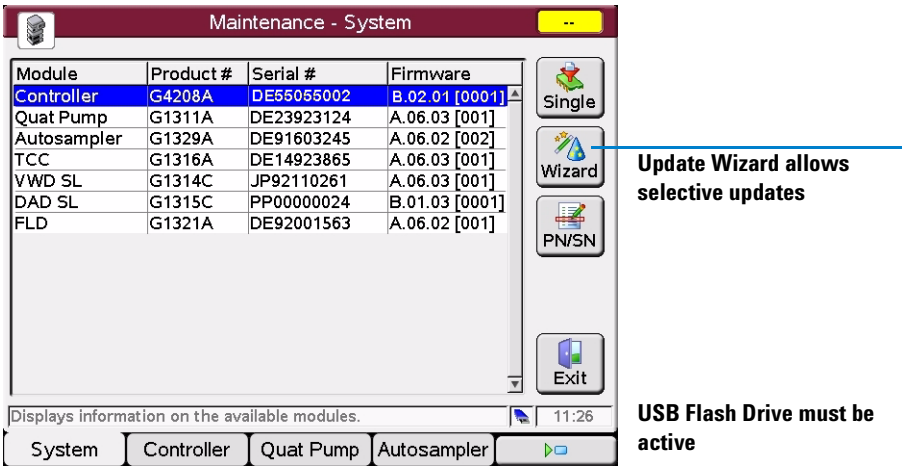 Maintenance - System
--
Module Product # Serial # Firmware
Controller G4208A DE55055002 B.02.01 [0001]
Quat Pump G1311A DE23923124 A.06.03 [001]
Autosampler G1329A DE91603245 A.06.02 [002]
TCC G1316A DE14923865 A.06.03 [001]
VWD SL G1314C JP92110261 A.06.03 [001]
DAD SL G1315C PP00000024 B.01.03 [0001]
FLD G1321A DE92001563 A.06.02 [001]
Single
Wizard
PN/SN
Exit
Update Wizard allows
selective updates
Displays information on the available modules.
11:26
USB Flash Drive must be
active
System Controller Quat Pump Autosampler